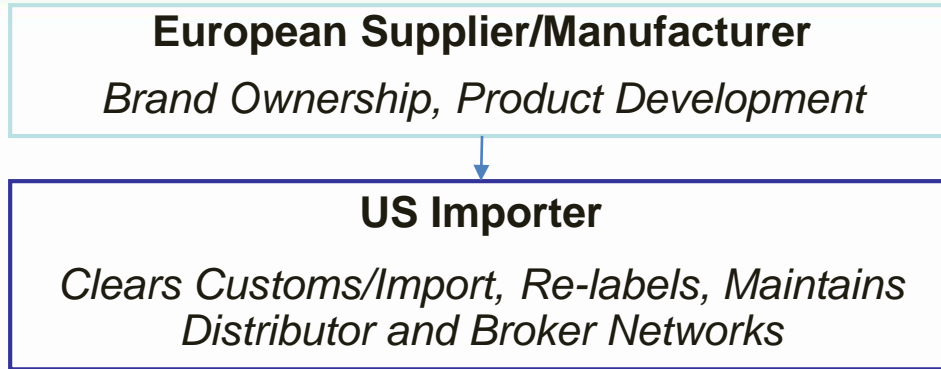 European Supplier/Manufacturer
Brand Ownership, Product Development
US Importer
Clears Customs/Import, Re-labels, Maintains
Distributor and Broker Networks